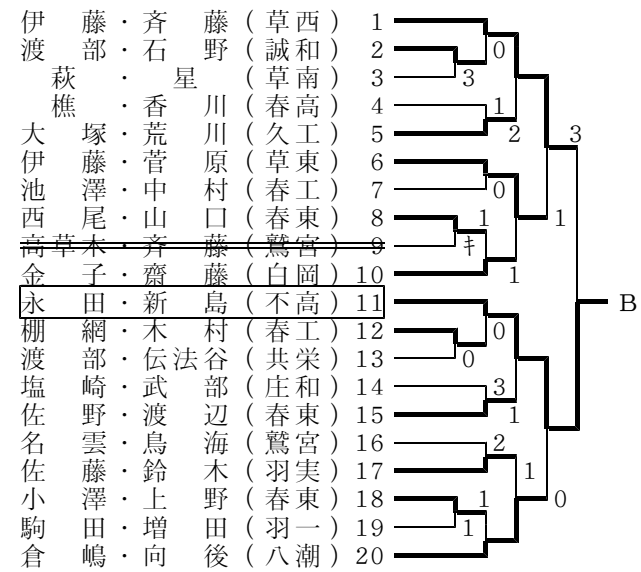 伊藤・斉藤(草西) 1
渡部・石野(誠和) 2 0
萩・星(草南) 3 3
樵・香川(春高) 4 1
大塚・荒川(久工) 5 2 3
伊藤・菅原(草東) 6
池澤・中村(春工) 7 0
西尾・山口(春東) 8 1 1
高草木・斉藤(鷲宮) 9 キ
金子・齋藤(白岡) 10 1
永田・新島(不高) 11 B
棚網・木村(春工) 12 0
渡部・伝法谷(共栄) 13 0
塩崎・武部(庄和) 14 3
佐野・渡辺(春東) 15 1
名雲・鳥海(鷲宮) 16 2
佐藤・鈴木(羽実) 17 1
小澤・上野(春東) 18 1 0
駒田・増田(羽一) 19 1
倉嶋・向後(八潮) 20